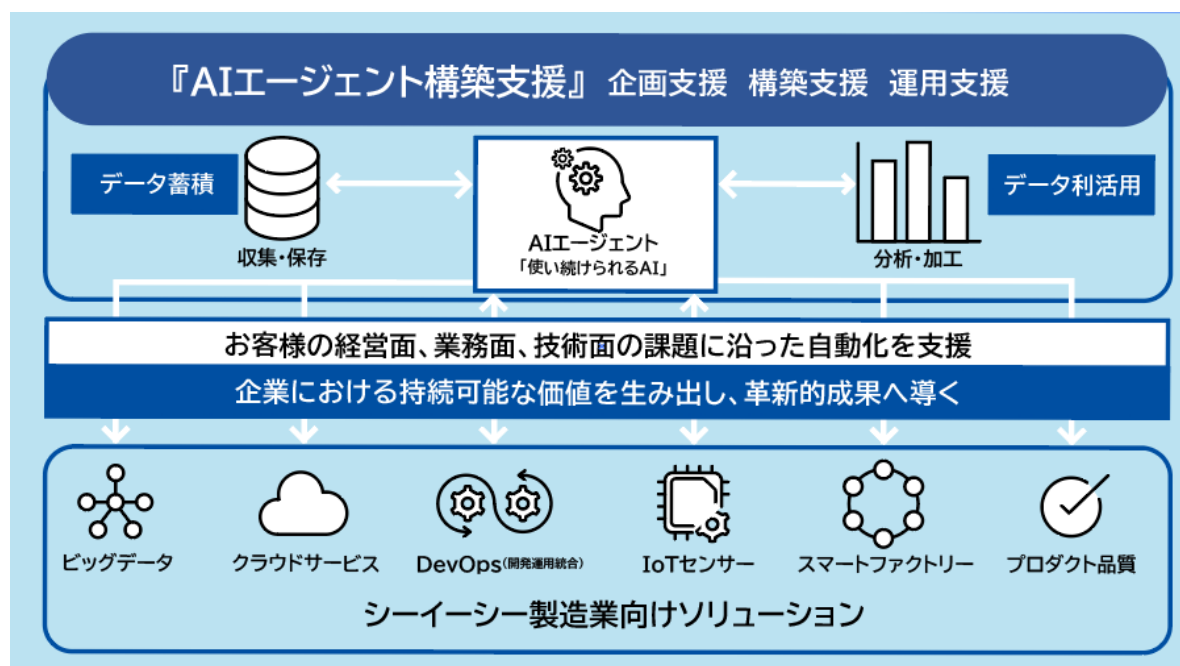 『AIエージェント構築支援』 企画支援 構築支援 運用支援
データ蓄積
収集・保存
AIエージェント
「使い続けられるAI」
データ利活用
分析・加工
お客様の経営面、業務面、技術面の課題に沿った自動化を支援
企業における持続可能な価値を生み出し、革新的成果へ導く
ビッグデータ
クラウドサービス
DevOps(開発運用統合)
IoTセンサー
スマートファクトリー
プロダクト品質
シーイーシー製造業向けソリューション